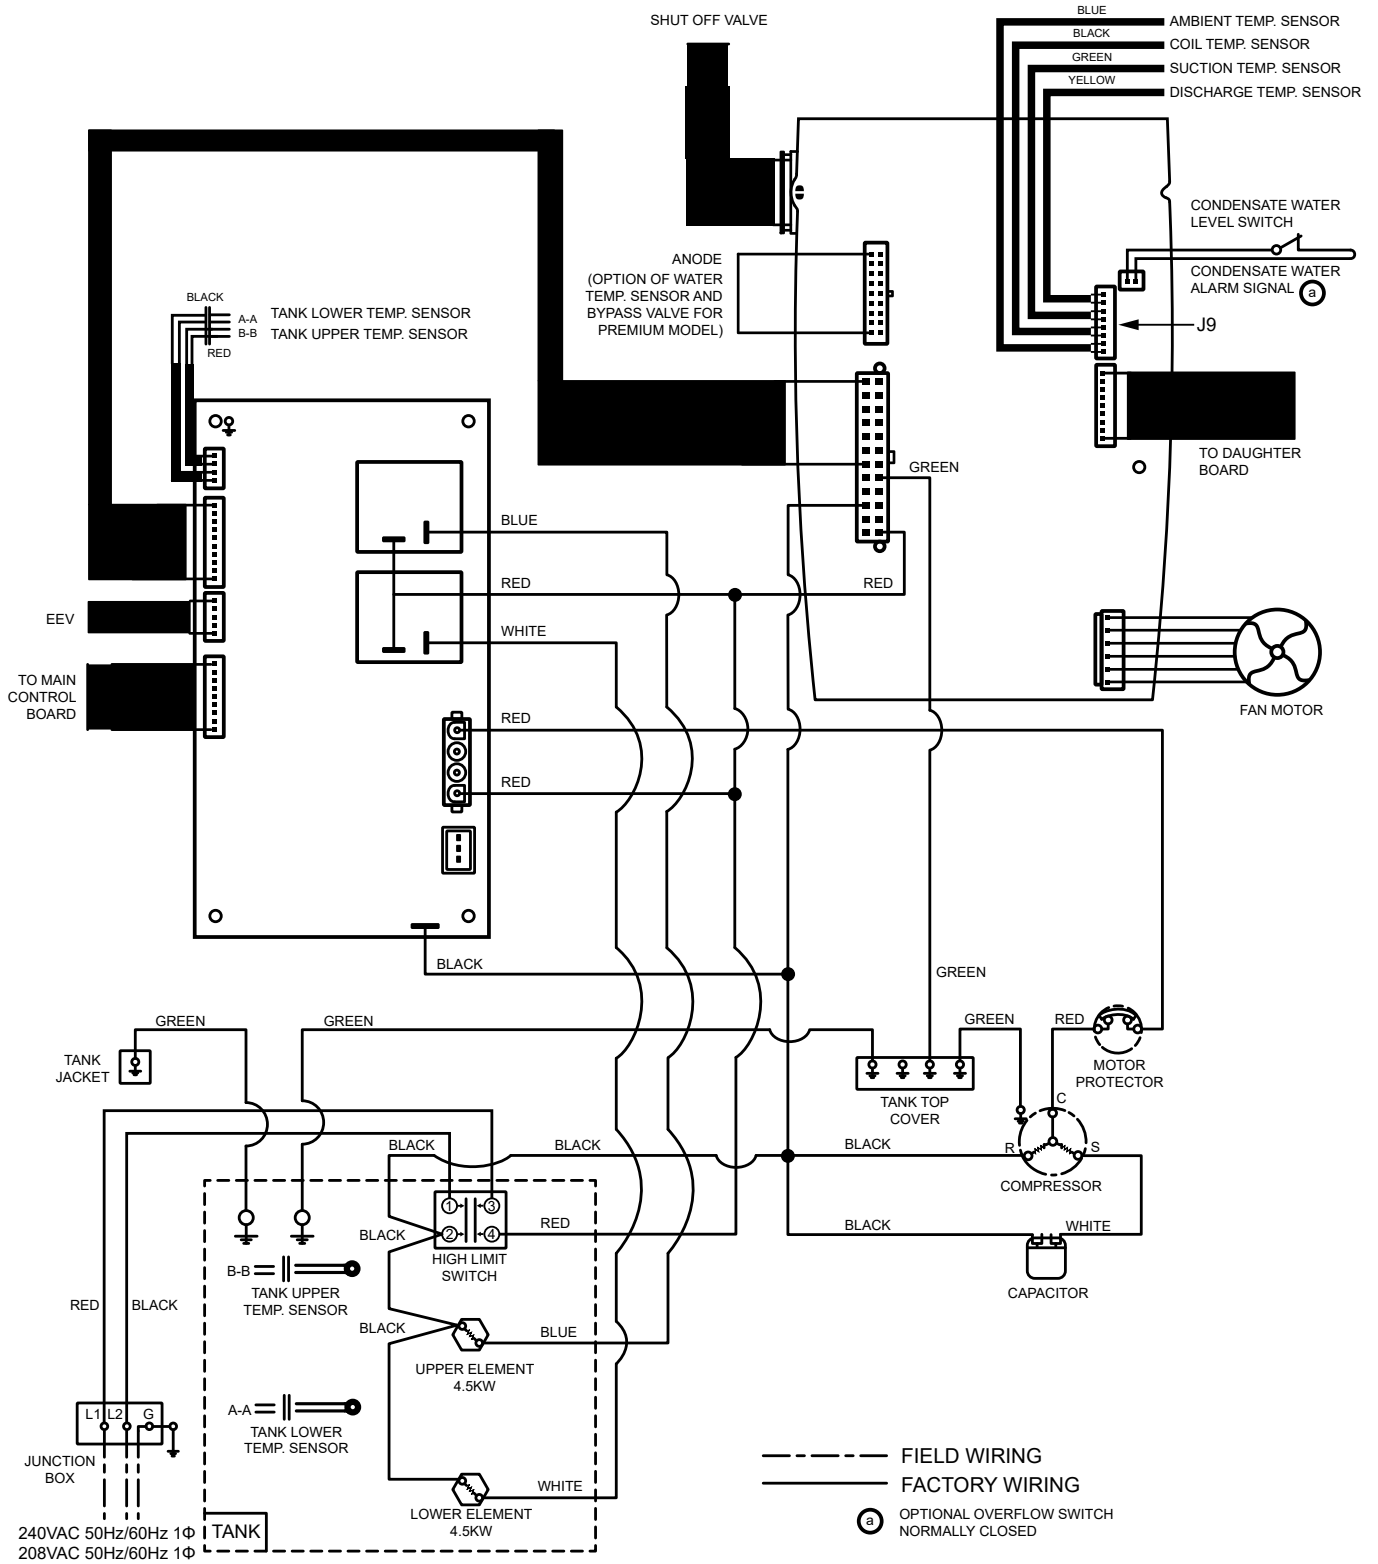 SHUT OFF VALVE
BLUE
AMBIENT TEMP. SENSOR
BLACK
COIL TEMP. SENSOR
GREEN
SUCTION TEMP. SENSOR
YELLOW
DISCHARGE TEMP. SENSOR
CONDENSATE WATER
LEVEL SWITCH
CONDENSATE WATER
ALARM SIGNAL a
J9
ANODE
(OPTION OF WATER
TEMP. SENSOR AND
BYPASS VALVE FOR
PREMIUM MODEL)
BLACK
A-A
TANK LOWER TEMP. SENSOR
B-B
TANK UPPER TEMP. SENSOR
RED
TO DAUGHTER
BOARD
GREEN
BLUE
RED
RED
WHITE
EEV
TO MAIN
CONTROL
BOARD
FAN MOTOR
RED
RED
BLACK
GREEN
GREEN
GREEN
GREEN
RED
TANK
JACKET
MOTOR
PROTECTOR
TANK TOP
COVER
C
BLACK
BLACK
BLACK
R
S
COMPRESSOR
1
3
2
4
BLACK
RED
BLACK
WHITE
HIGH LIMIT
SWITCH
B-B
TANK UPPER
TEMP. SENSOR
CAPACITOR
RED
BLACK
BLACK
BLUE
UPPER ELEMENT
4.5KW
L1
L2
G
A-A
TANK LOWER
TEMP. SENSOR
JUNCTION
BOX
WHITE
LOWER ELEMENT
4.5KW
FIELD WIRING
FACTORY WIRING
a OPTIONAL OVERFLOW SWITCH
NORMALLY CLOSED
240VAC 50Hz/60Hz 1Φ
208VAC 50Hz/60Hz 1Φ
TANK